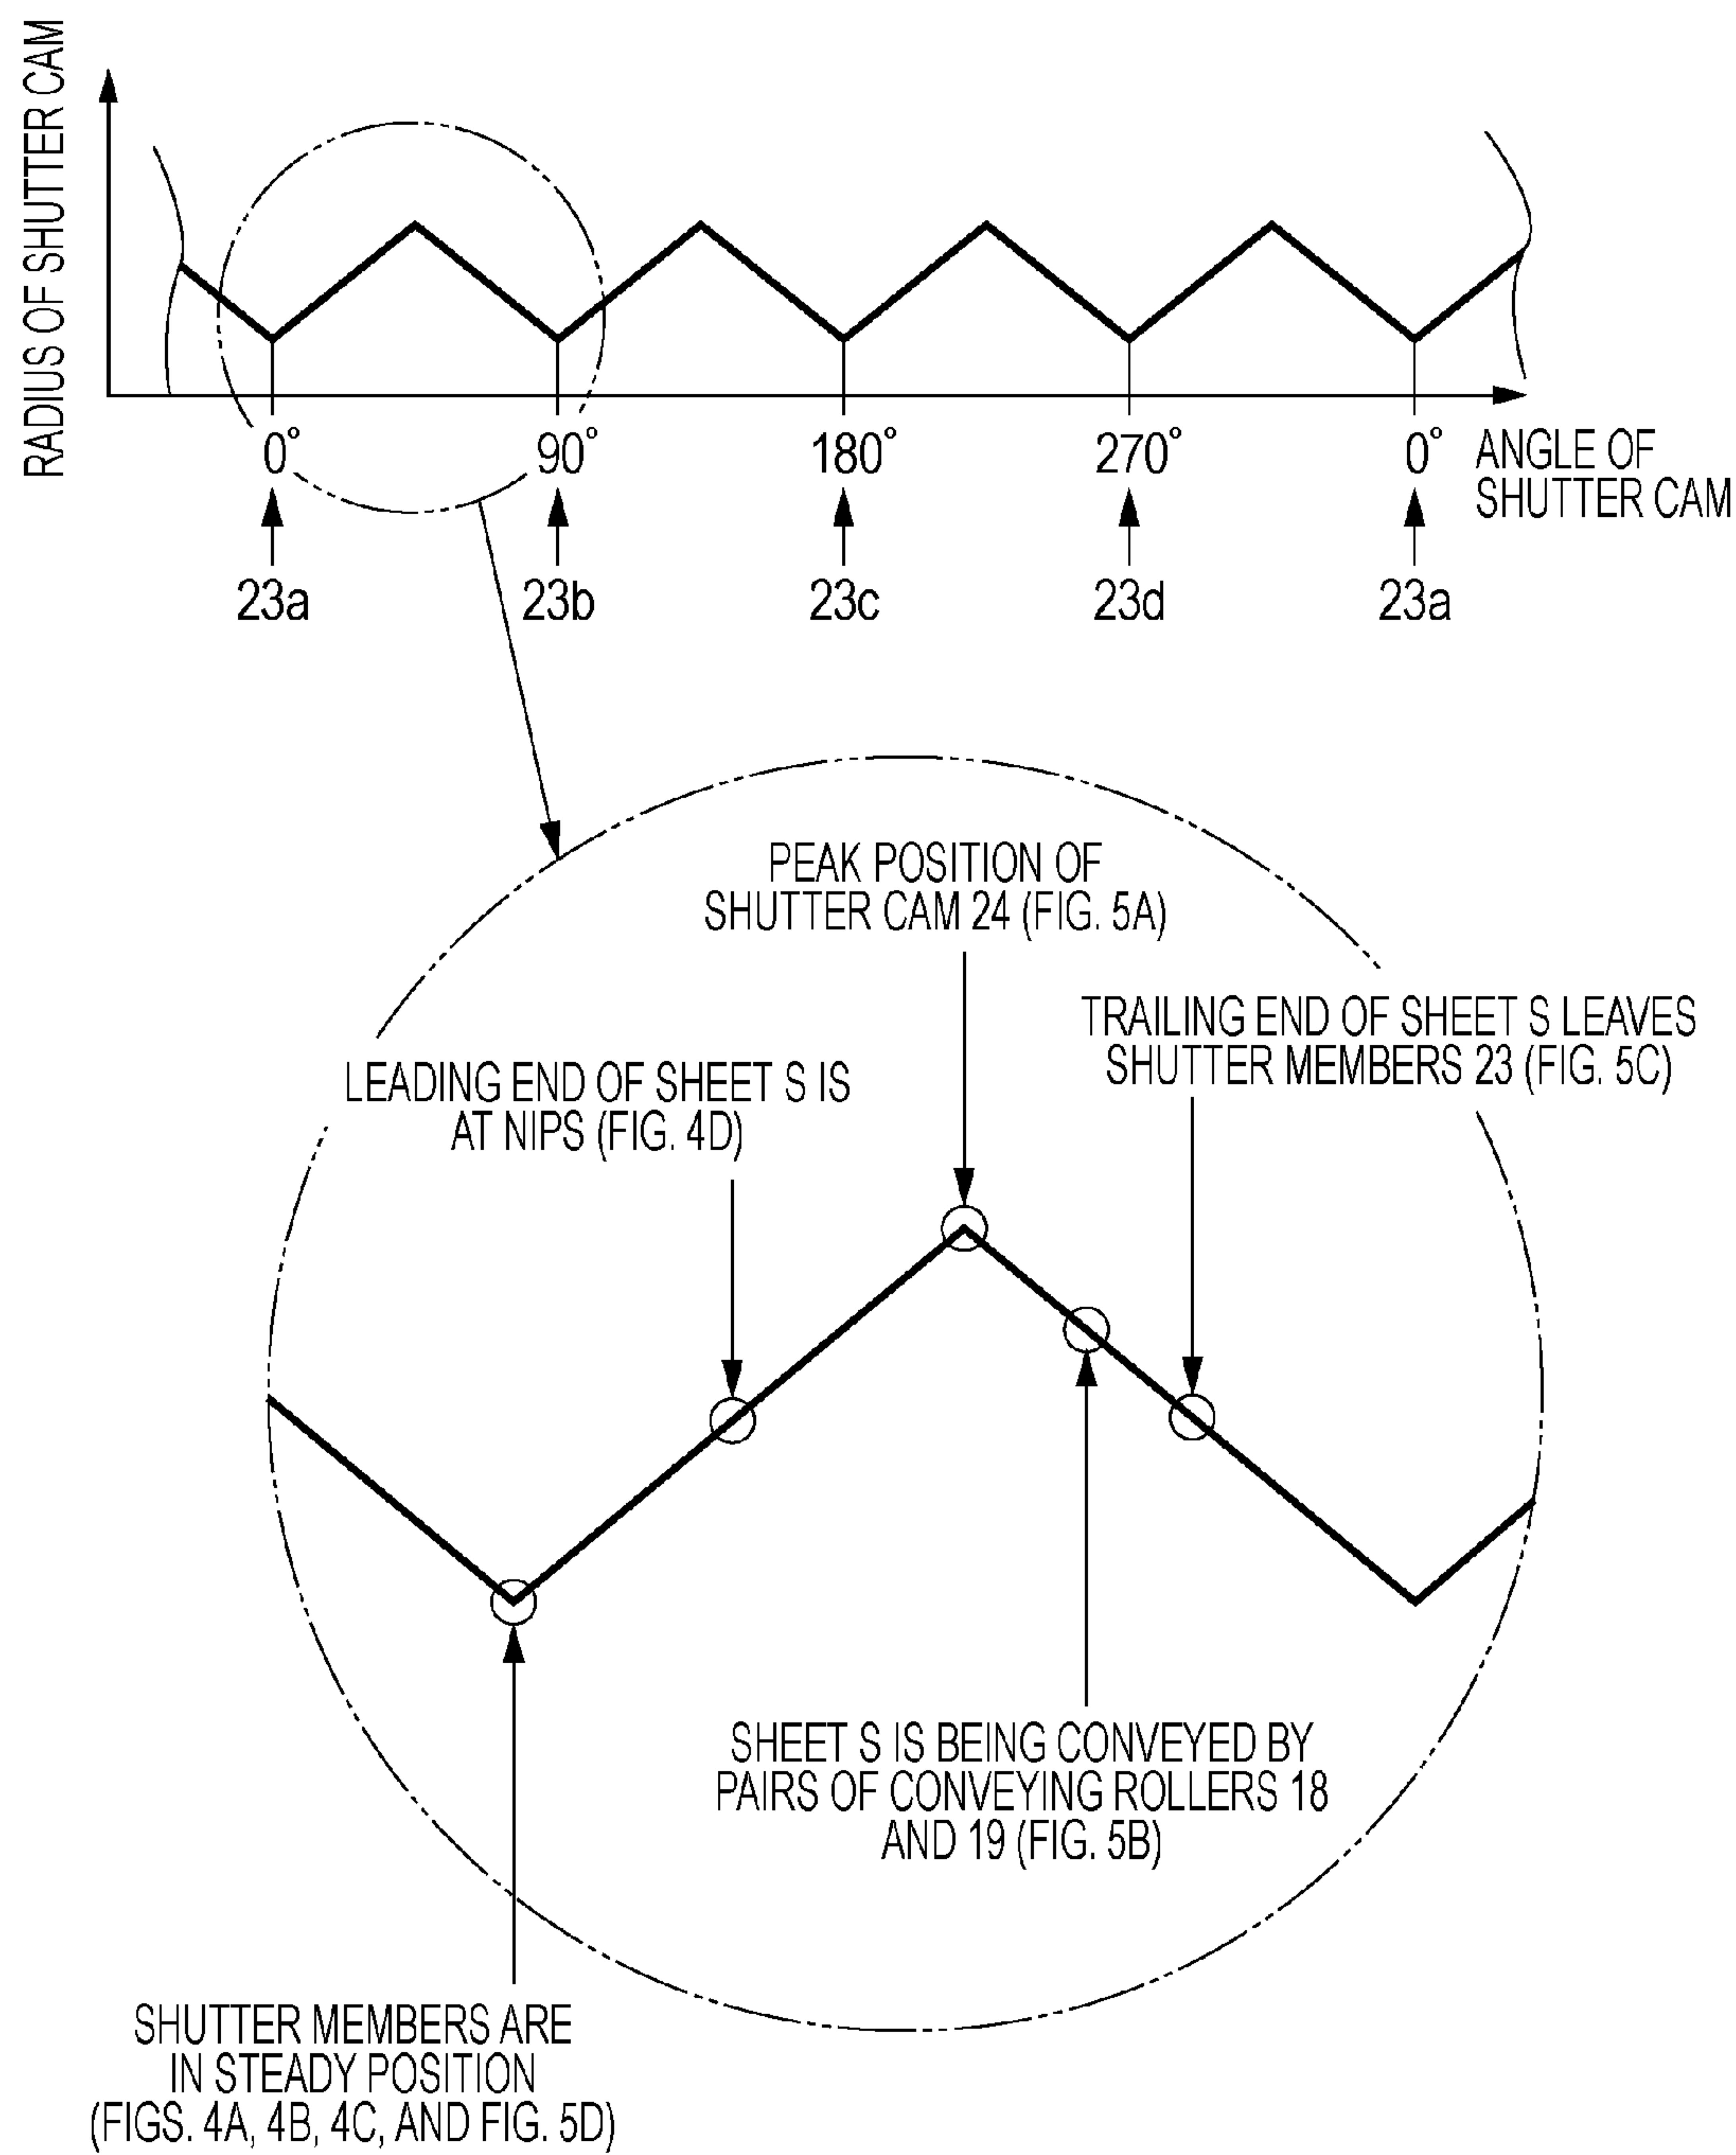 RADIUS OF SHUTTER CAM
0°
90°
180°
270°
0°
ANGLE OF
SHUTTER CAM
23a
23b
23c
23d
23a
PEAK POSITION OF
SHUTTER CAM 24 (FIG. 5A)
TRAILING END OF SHEET S LEAVES
SHUTTER MEMBERS 23 (FIG. 5C)
LEADING END OF SHEET S IS
AT NIPS (FIG. 4D)
SHEET S IS BEING CONVEYED BY
PAIRS OF CONVEYING ROLLERS 18
AND 19 (FIG. 5B)
SHUTTER MEMBERS ARE
IN STEADY POSITION
(FIGS. 4A, 4B, 4C, AND FIG. 5D)